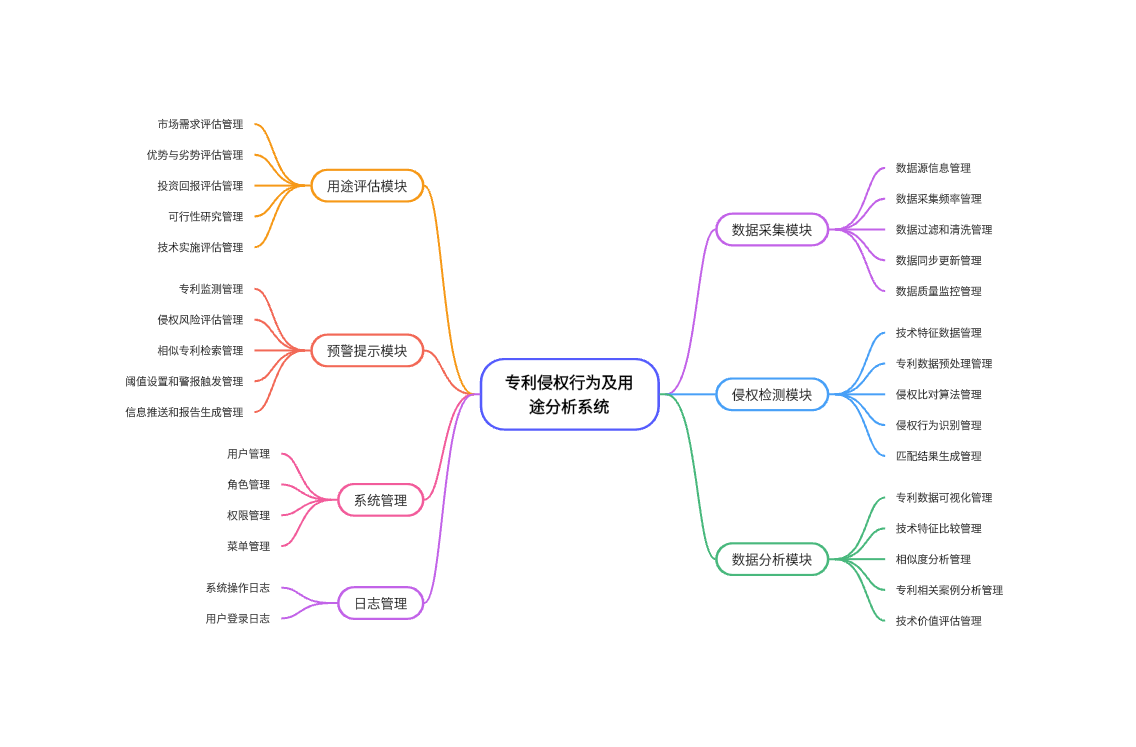 专利侵权行为及用
途分析系统
数据采集模块
数据源信息管理
数据采集频率管理
数据过滤和清洗管理
数据同步更新管理
数据质量监控管理
侵权检测模块
技术特征数据管理
专利数据预处理管理
侵权比对算法管理
侵权行为识别管理
匹配结果生成管理
数据分析模块
专利数据可视化管理
技术特征比较管理
相似度分析管理
专利相关案例分析管理
技术价值评估管理
用途评估模块
市场需求评估管理
优势与劣势评估管理
投资回报评估管理
可行性研究管理
技术实施评估管理
预警提示模块
专利监测管理
侵权风险评估管理
相似专利检索管理
阈值设置和警报触发管理
信息推送和报告生成管理
系统管理
用户管理
角色管理
权限管理
菜单管理
日志管理
系统操作日志
用户登录日志